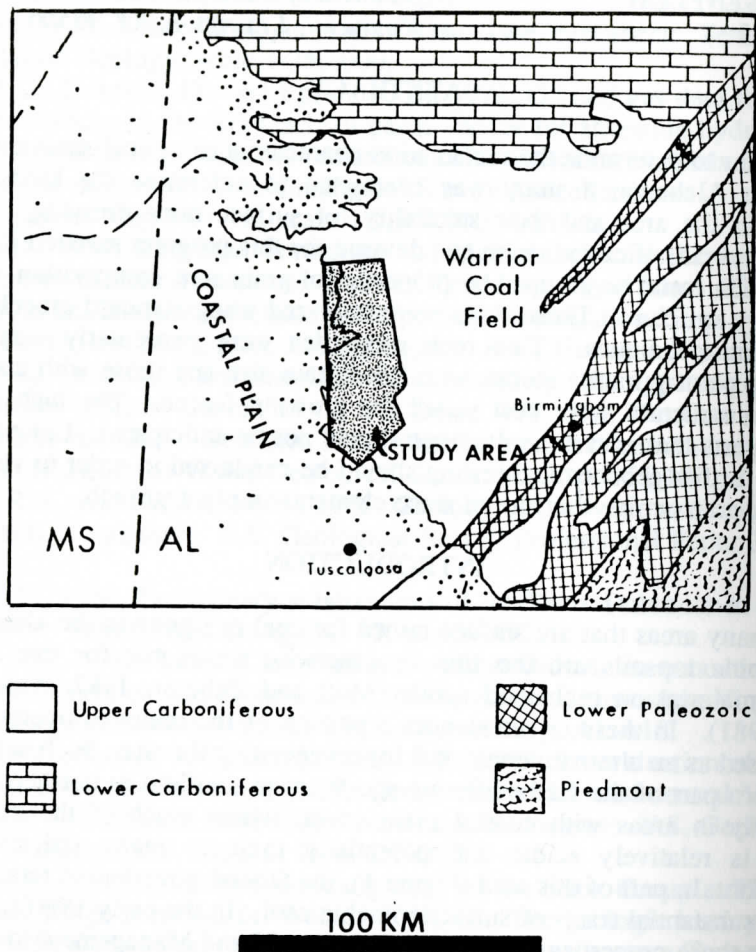 Warrior
Coal
Field
COASTAL PLAIN
Birmingham
STUDY AREA
MS
AL
Tuscalgosa
Upper Carboniferous
Lower Paleozoic
Lower Carboniferous
Piedmont
100 KM